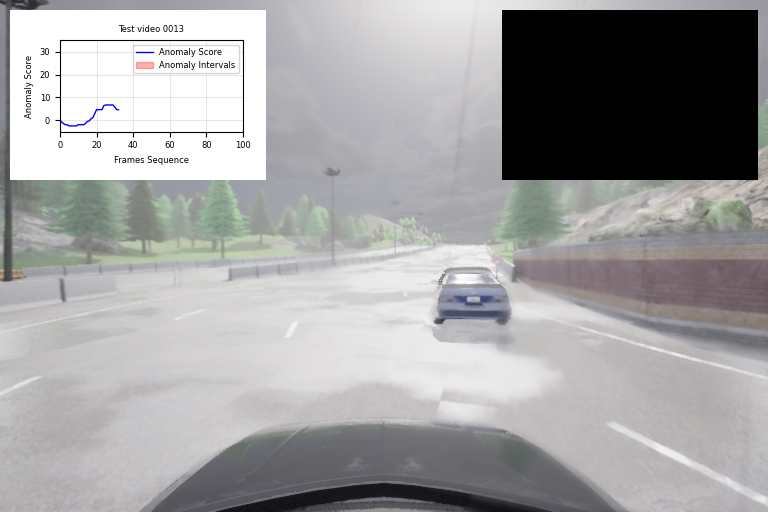 Test video 0013
Anomaly Score
30
20
10
0
Anomaly Score
Anomaly Intervals
0 20 40 60 80 100
Frames Sequence